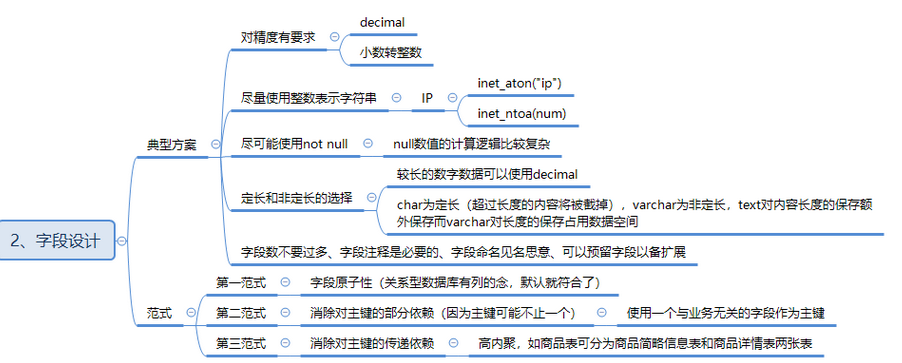 2、字段设计
典型方案
对精度有要求
decimal
小数转整数
尽量使用整数表示字符串
IP
inet_aton("ip")
inet_ntoa(num)
尽可能使用not null
null数值的计算逻辑比较复杂
定长和非定长的选择
较长的数字数据可以使用decimal
char为定长（超过长度的内容将被截掉），varchar为非定长，text对内容长度的保存额
外保存而varchar对长度的保存占用数据空间
字段数不要过多、字段注释是必要的、字段命名见名思意、可以预留字段以备扩展
范式
第一范式
字段原子性（关系型数据库有列的念，默认就符合了）
第二范式
消除对主键的部分依赖（因为主键可能不止一个）
使用一个与业务无关的字段作为主键
第三范式
消除对主键的传递依赖
高内聚，如商品表可分为商品简略信息表和商品详情表两张表